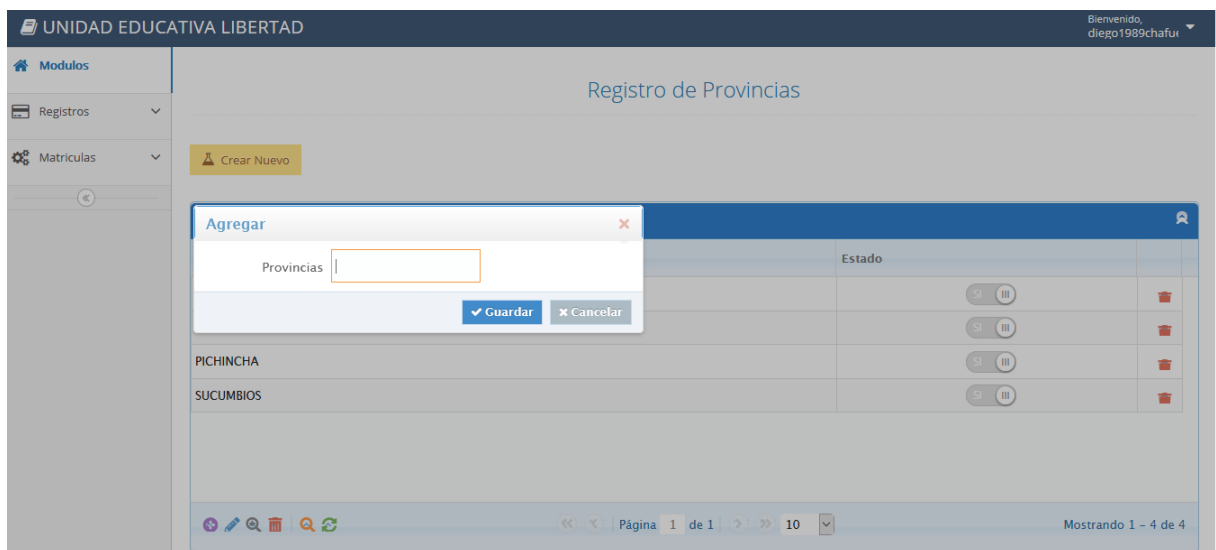 UNIDAD EDUCATIVA LIBERTAD
Bienvenido,
diego1989chafue
Modulos
Registros
Matriculas
Registro de Provincias
Crear Nuevo
Agregar
Provincias
Guardar Cancelar
Estado
SI
SI
PICHINCHA SI
SUCUMBIOS SI
Página 1 de 1 10 Mostrando 1 - 4 de 4